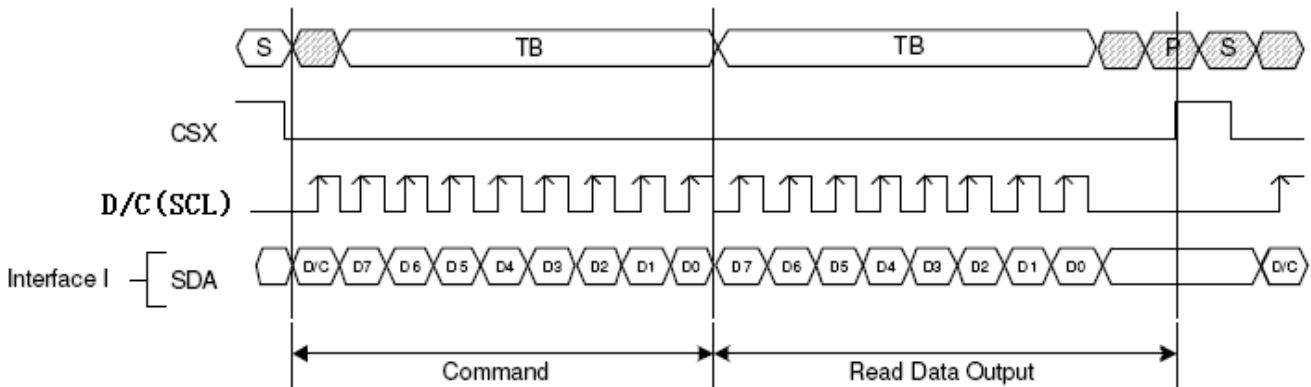 S TB TB P S
CSX
D/C(SCL)
Interface I SDA D/C D7 D6 D5 D4 D3 D2 D1 D0 D7 D6 D5 D4 D3 D2 D1 D0 D/C
Command Read Data Output